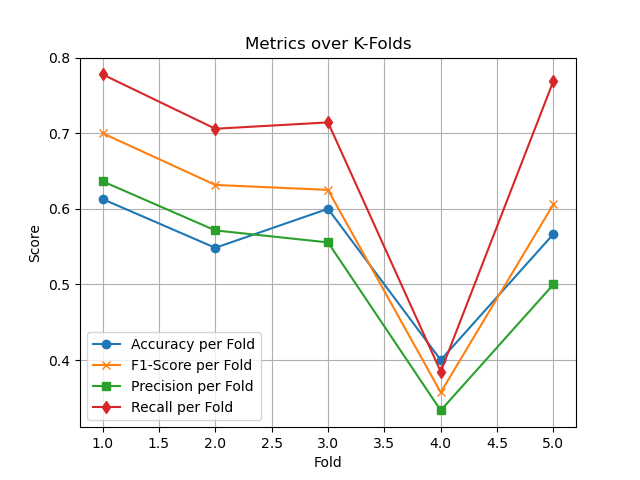 Metrics over K-Folds
0.8
0.7
0.6
0.5
0.4
Score
Accuracy per Fold
F1-Score per Fold
Precision per Fold
Recall per Fold
1.0 1.5 2.0 2.5 3.0 3.5 4.0 4.5 5.0
Fold